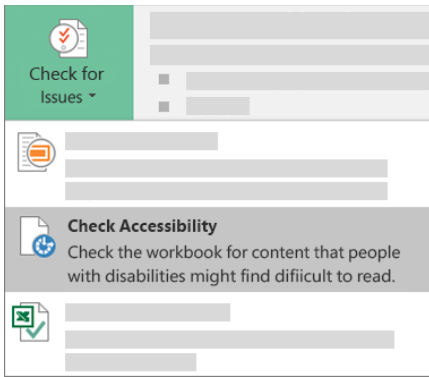 Check for
Issues
Check Accessibility
Check the workbook for content that people
with disabilities might find difiicult to read.